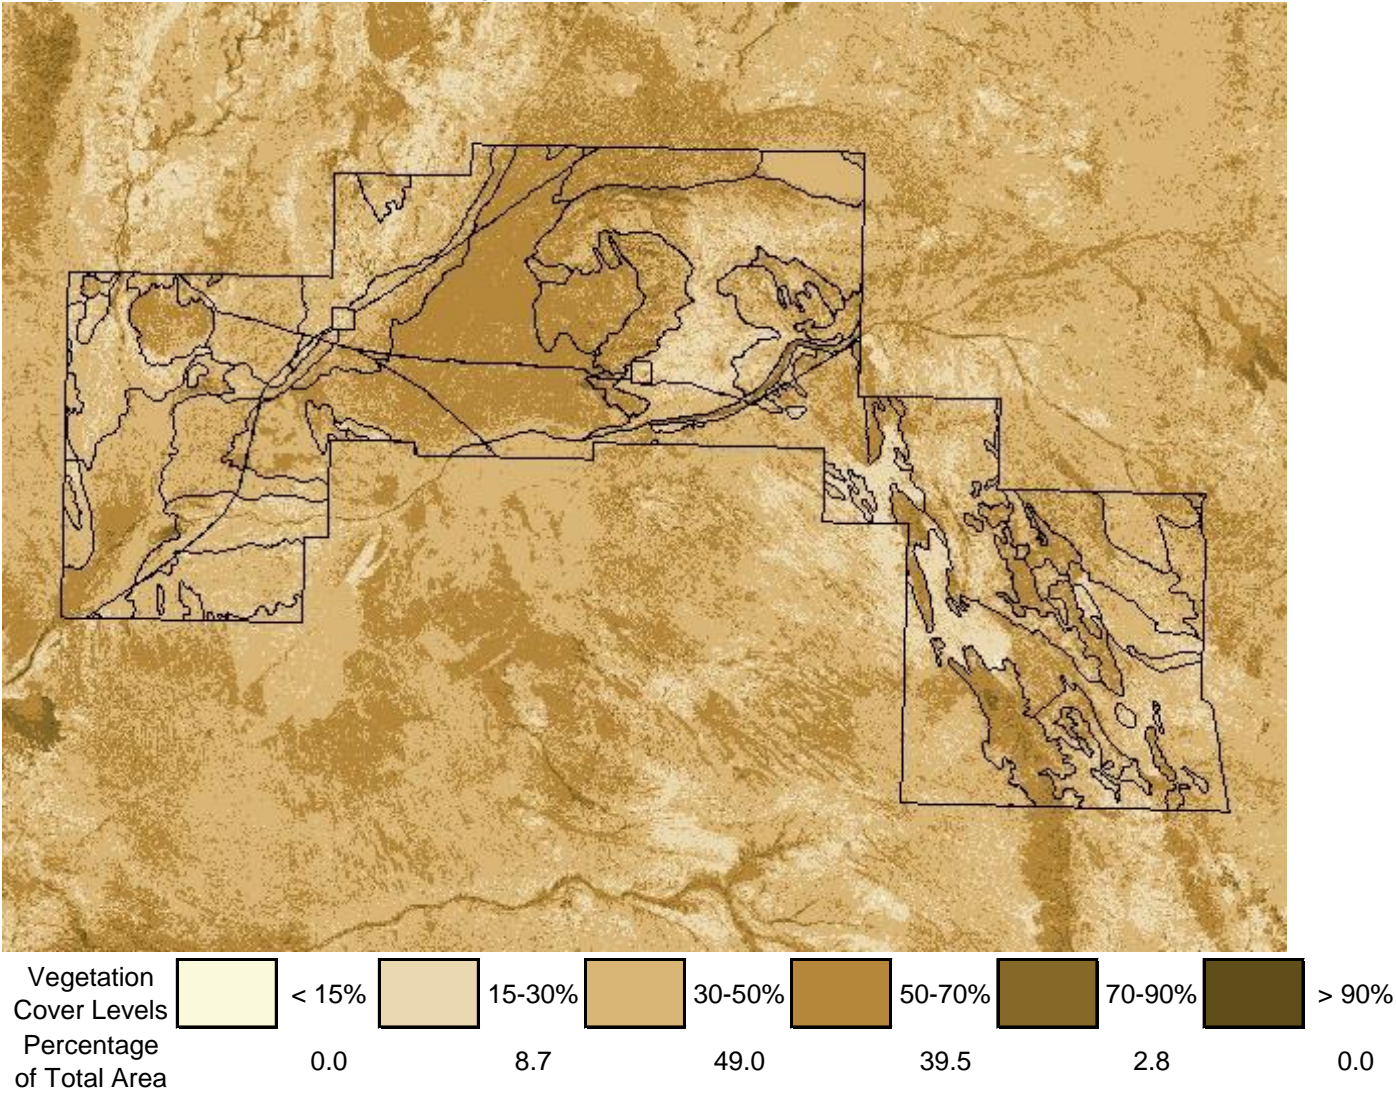 Vegetation Cover Levels < 15% 15-30% 30-50% 50-70% 70-90% > 90%
Percentage of Total Area 0.0 8.7 49.0 39.5 2.8 0.0